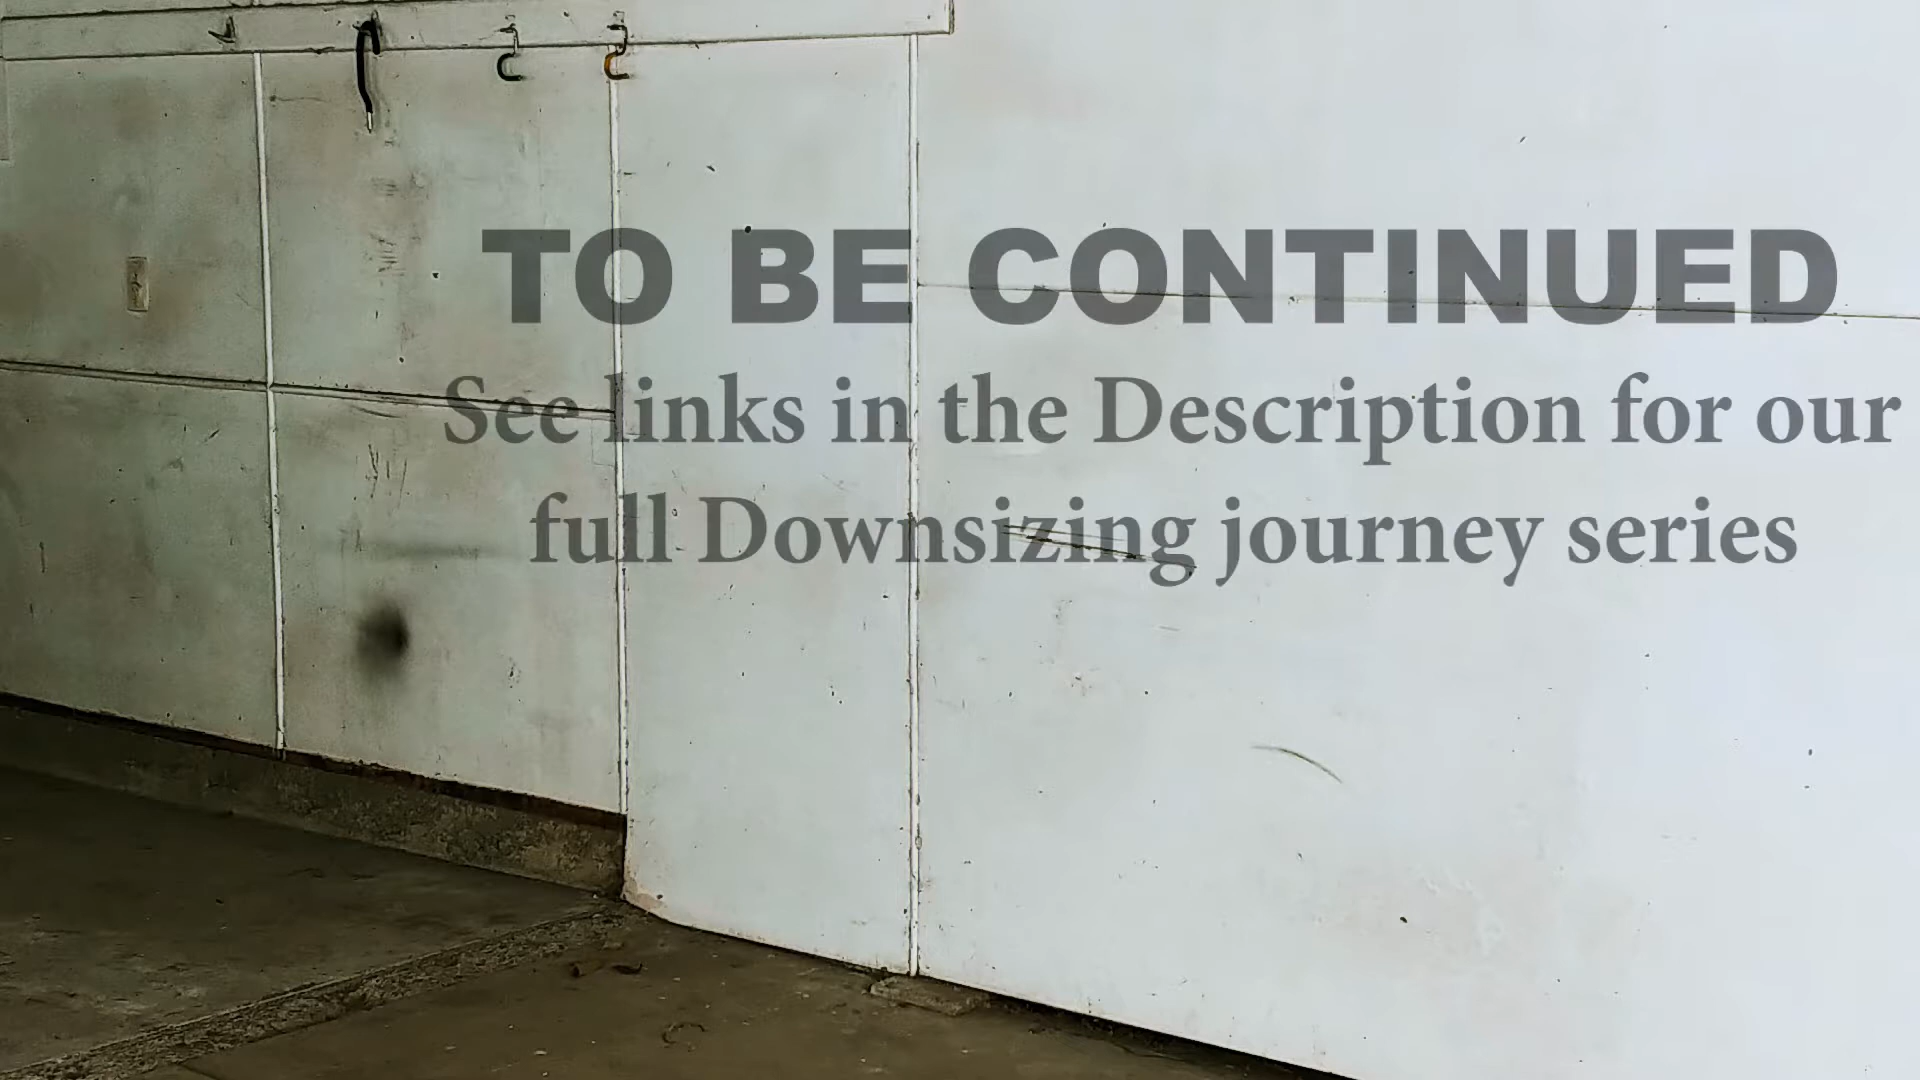 TO BE CONTINUED
See links in the Description for our
full Downsizing journey series